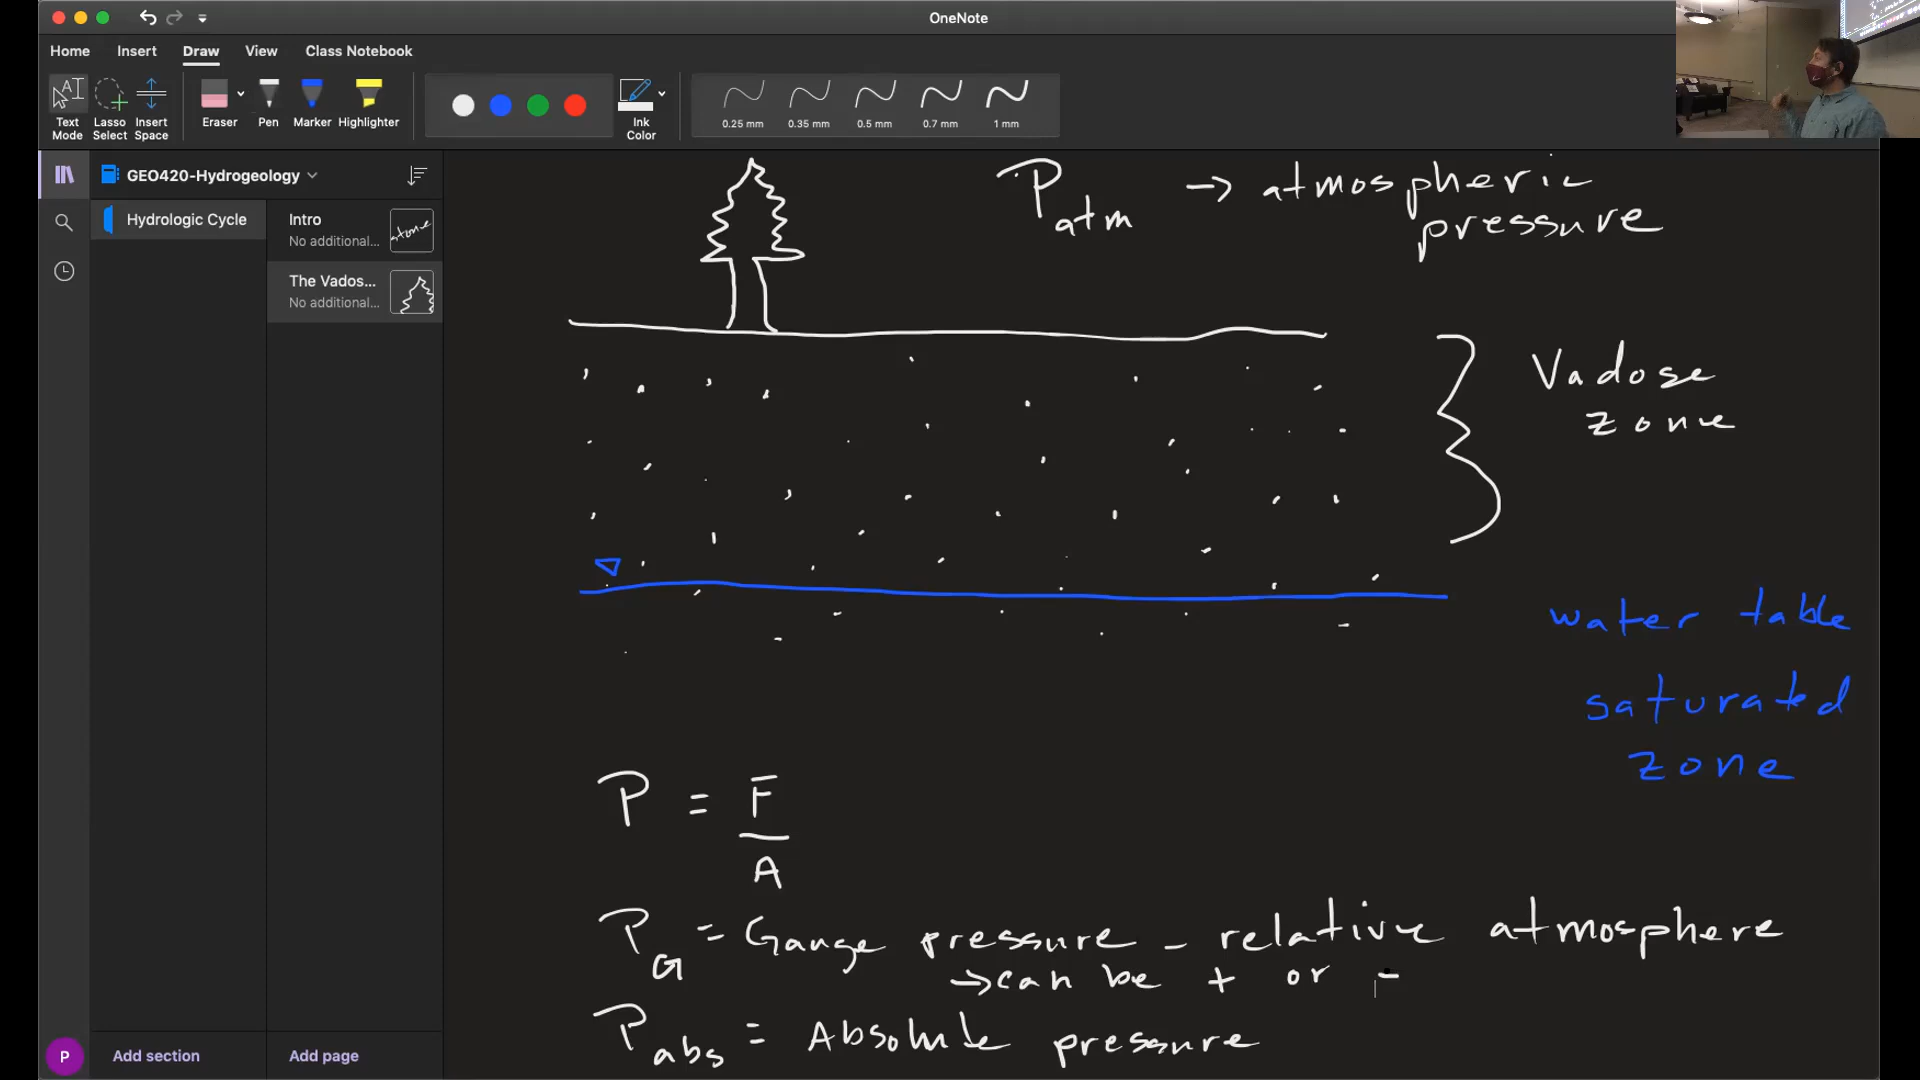 OneNote
Home Insert Draw View Class Notebook
Text Mode
Lasso Select
Insert Space
Eraser
Pen
Marker
Highlighter
Ink Color
0.25 mm 0.35 mm 0.5 mm 0.7 mm 1 mm
GEO420-Hydrogeology
Hydrologic Cycle
Intro
No additional...
The Vados...
No additional...
P atm → atmospheric
pressure
Vadose
zone
water table
saturated
zone
P = F
A
P G = Gauge pressure - relative atmosphere
→ can be + or -
P abs = Absolute pressure
P
Add section
Add page